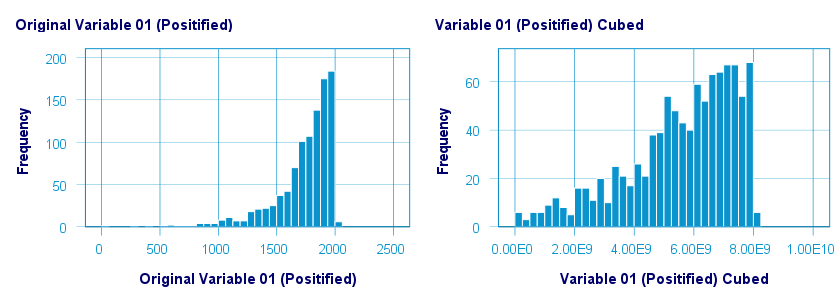 Original Variable 01 (Positified)
200
150
100
50
0
Frequency
0
500
1000
1500
2000
2500
Original Variable 01 (Positified)
Variable 01 (Positified) Cubed
60
40
20
0
Frequency
0.00E0
2.00E9
4.00E9
6.00E9
8.00E9
1.00E10
Variable 01 (Positified) Cubed